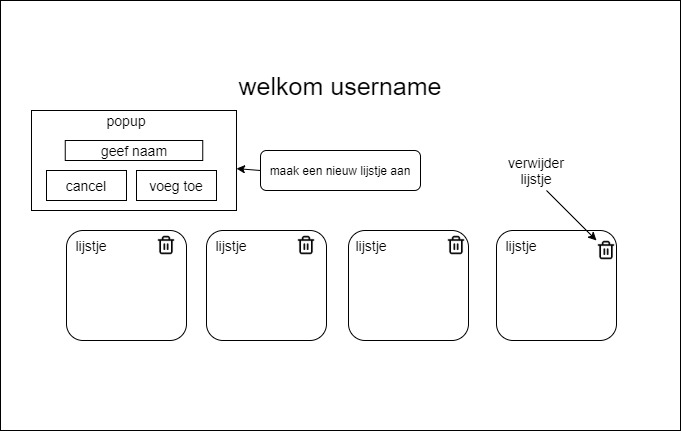 welkom username
popup
geef naam
cancel
voeg toe
maak een nieuw lijstje aan
verwijder
lijstje
lijstje
lijstje
lijstje
lijstje